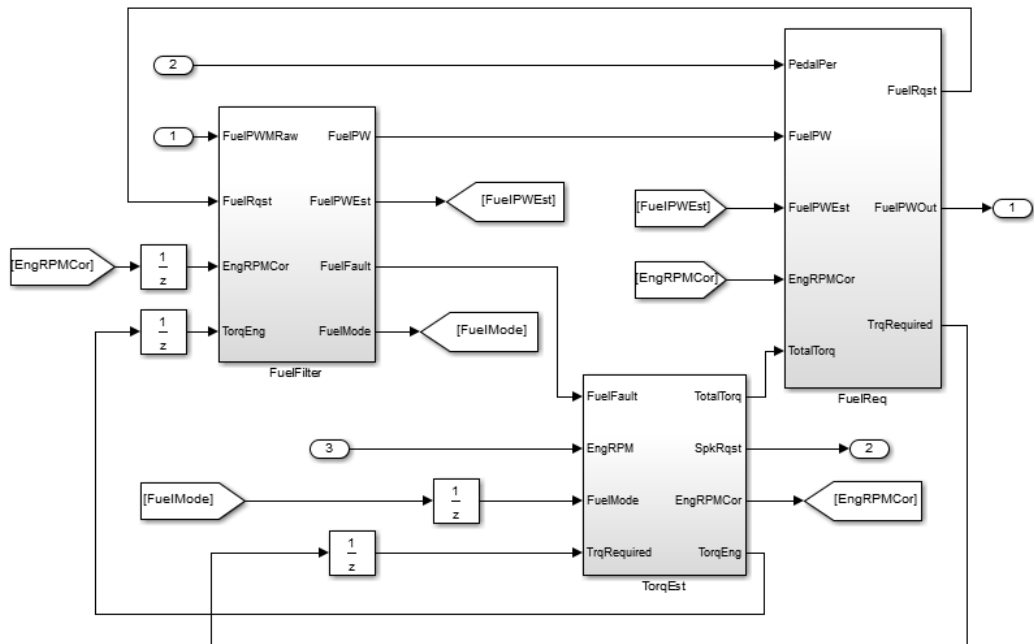 2
PedalPer
FuelRqst
1
FuelPWMRaw
FuelPW
FuelPW
FuelRqst
FuelPWEst
[FuelPWEst]
[FuelPWEst]
FuelPWEst
FuelPWOut
1
[EngRPMCor]
1
z
EngRPMCor
FuelFault
[EngRPMCor]
EngRPMCor
1
z
TorqEng
FuelMode
[FuelMode]
TrqRequired
TotalTorq
FuelFilter
FuelReq
FuelFault
TotalTorq
3
EngRPM
SpkRqst
2
[FuelMode]
1
z
FuelMode
EngRPMCor
[EngRPMCor]
1
z
TrqRequired
TorqEng
TorqEst